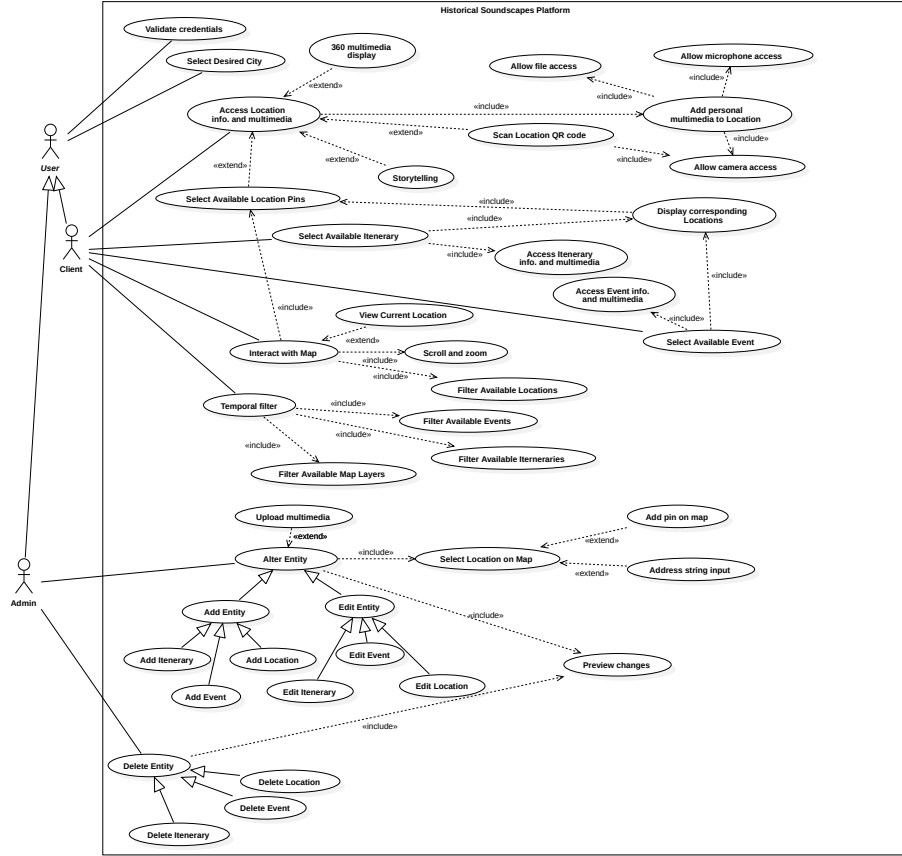 Historical Soundscapes Platform
Validate credentials
Select Desired City
360 multimedia
display
Allow file access
Allow microphone access
«include»
«extend»
«include»
Access Location
info. and multimedia
«include»
Add personal
multimedia to Location
«extend»
Scan Location QR code
«include»
User
«extend»
«extend»
«include»
Allow camera access
Storytelling
Select Available Location Pins
«include»
Display corresponding
Locations
«include»
Select Available Itenerary
Client
«include»
Access Itenerary
info. and multimedia
«include»
Access Event info.
and multimedia
«include»
View Current Location
«include»
«extend»
Select Available Event
Interact with Map
Scroll and zoom
«include»
«include»
Filter Available Locations
Temporal filter
«include»
Filter Available Events
«include»
«include»
Filter Available Iterneraries
Filter Available Map Layers
Upload multimedia
Add pin on map
«extend»
«extend»
Alter Entity
«include»
Select Location on Map
«extend»
Address string input
Admin
Add Entity
Edit Entity
«include»
Add Itenerary
Add Location
Edit Event
Preview changes
Add Event
Edit Itenerary
Edit Location
«include»
Delete Entity
Delete Location
Delete Event
Delete Itenerary